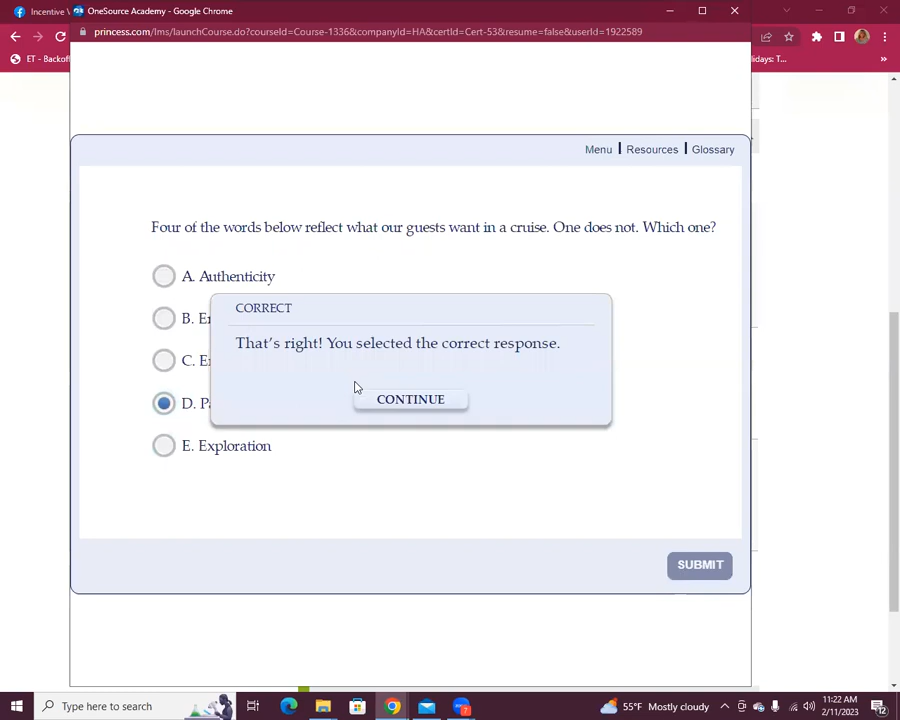 Incentive
OneSource Academy - Google Chrome
princess.com/lms/launchCourse.do?courseId=Course-1336&companyId=HA&certId=Cert-53&resume=false&userId=1922589
ET - Backoff
lidays: T...
»
Menu | Resources | Glossary
Four of the words below reflect what our guests want in a cruise. One does not. Which one?
A. Authenticity
B.
C.
D.
E. Exploration
CORRECT
That's right! You selected the correct response.
CONTINUE
SUBMIT
Type here to search
55°F Mostly cloudy
11:22 AM
2/11/2023
12